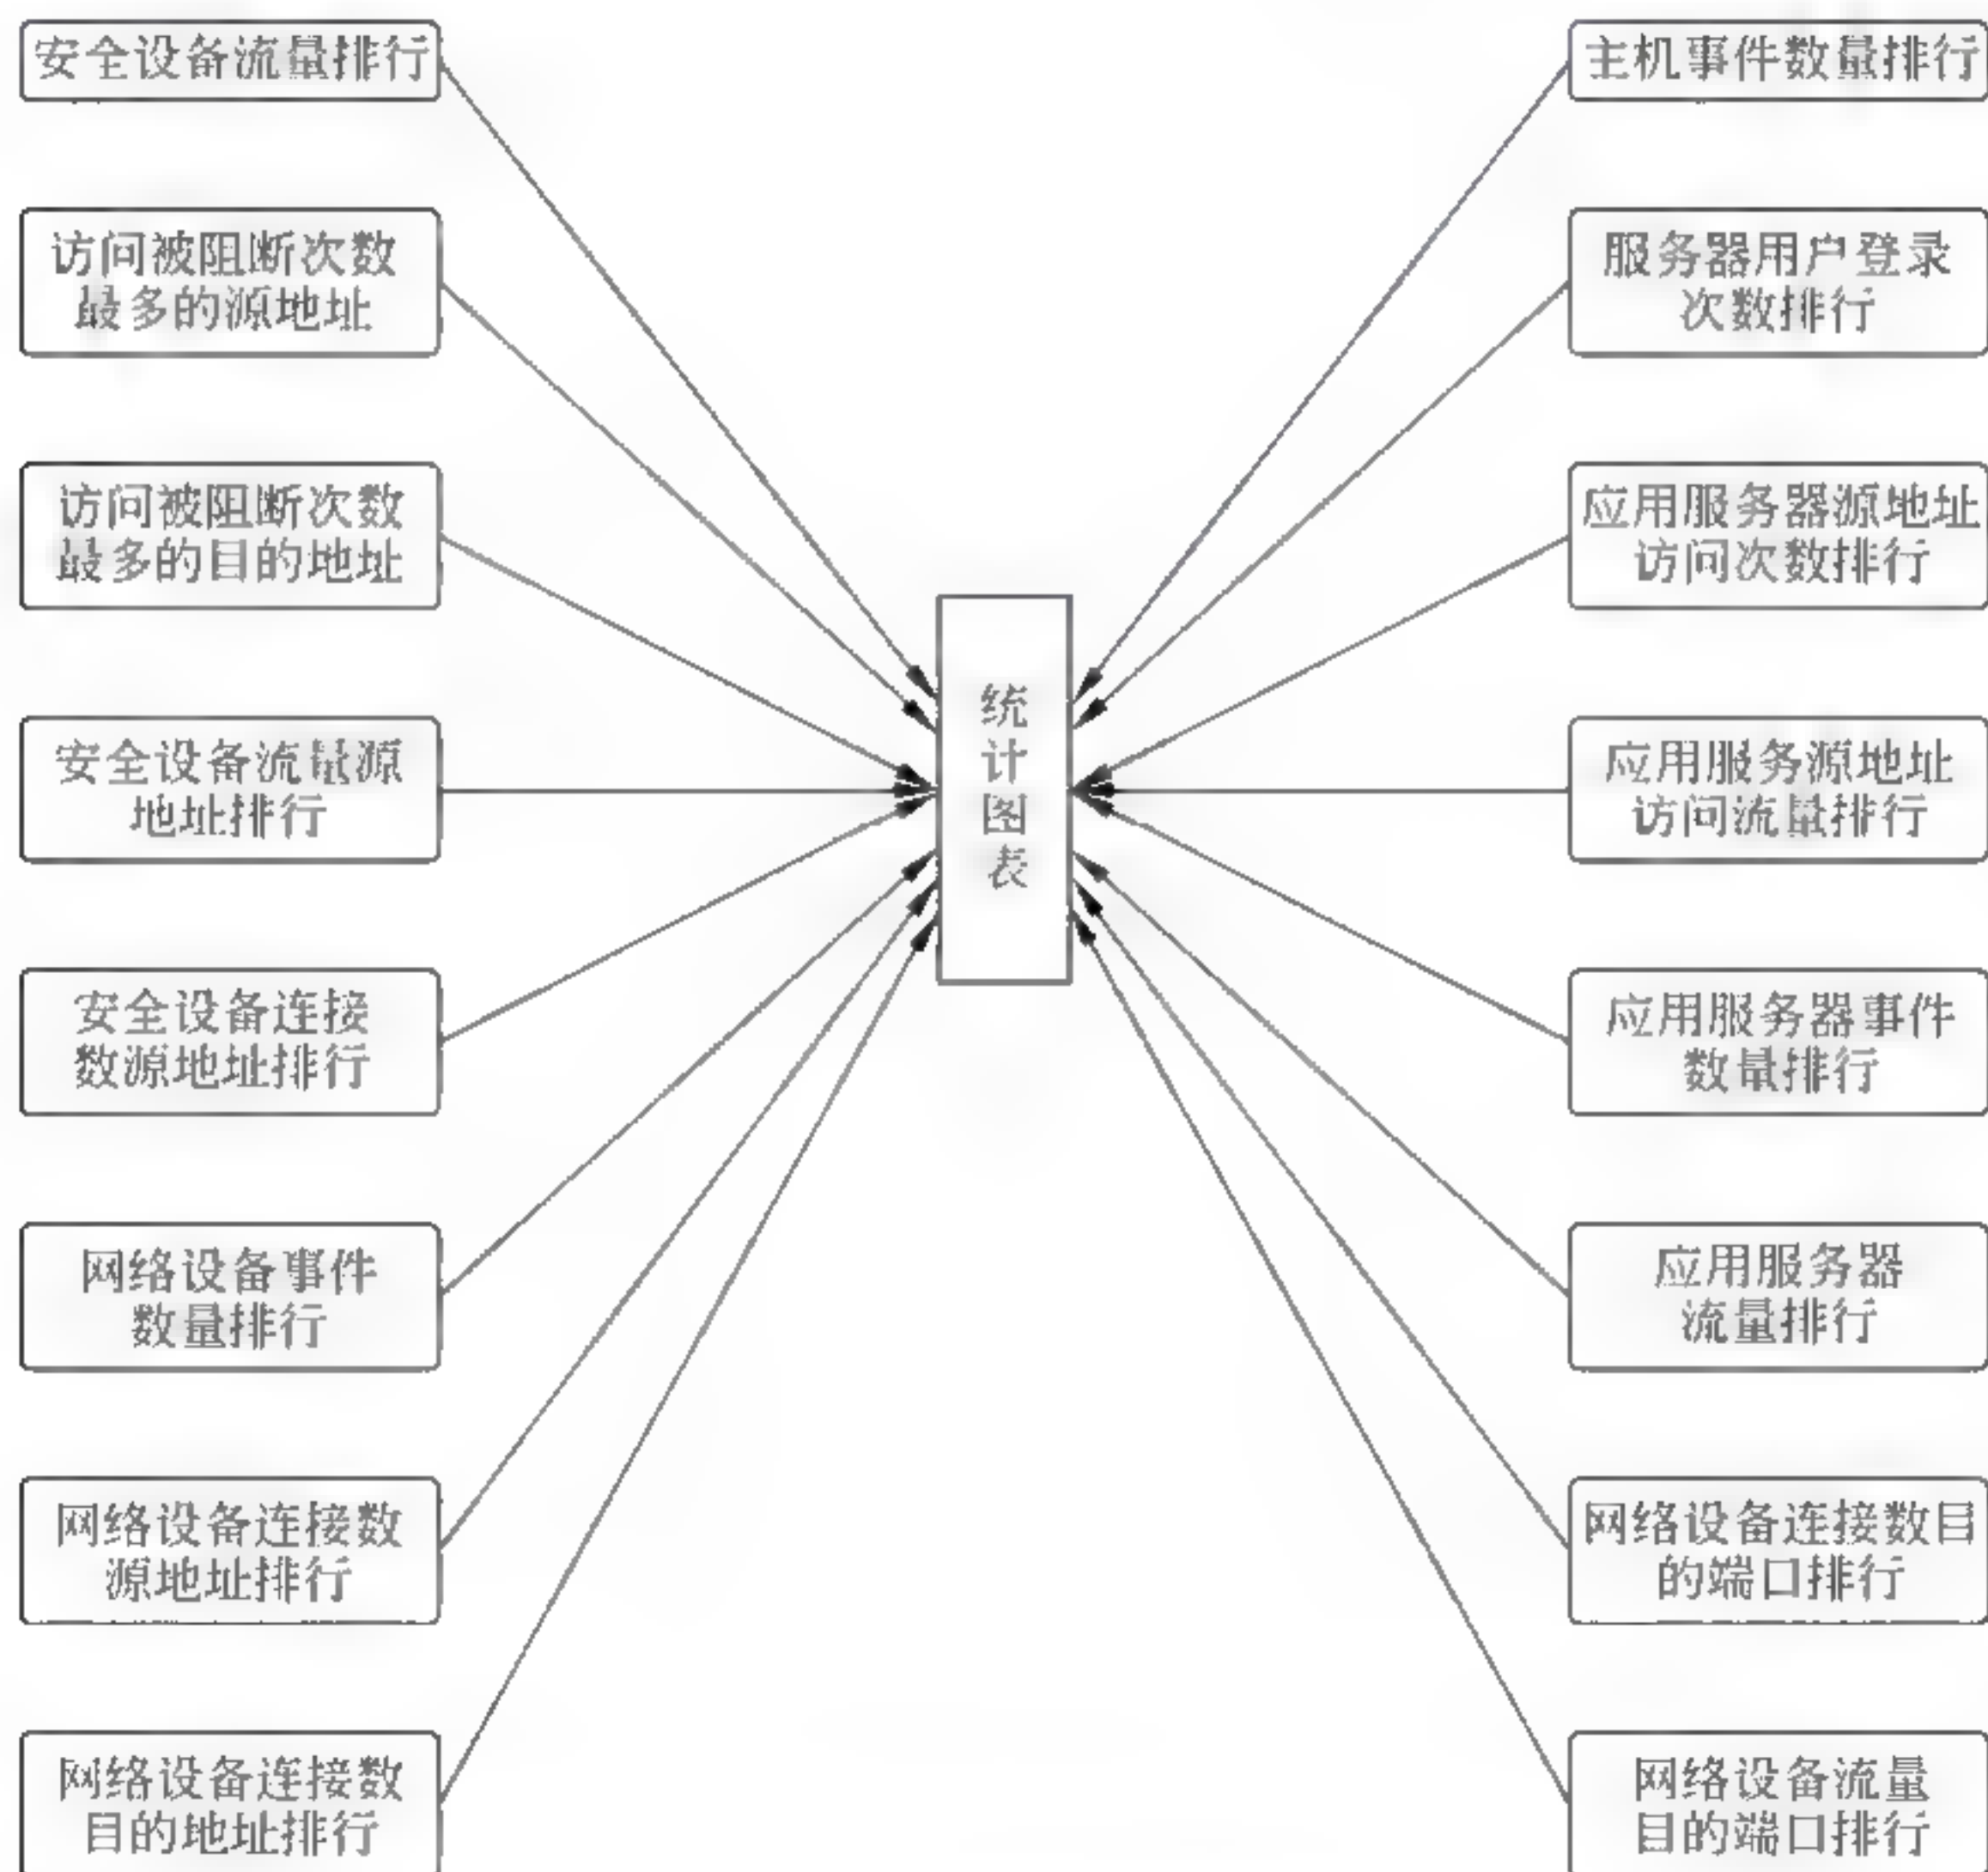 安全设备流量排行
访问被阻断次数
最多的源地址
访问被阻断次数
最多的目的地址
安全设备流量源
地址排行
安全设备连接
数源地址排行
网络设备事件
数量排行
网络设备连接数
源地址排行
网络设备连接数
目的地址排行
统
计
图
表
主机事件数量排行
服务器用户登录
次数排行
应用服务器源地址
访问次数排行
应用服务源地址
访问流量排行
应用服务器事件
数量排行
应用服务器
流量排行
网络设备连接数目
的端口排行
网络设备流量
目的端口排行